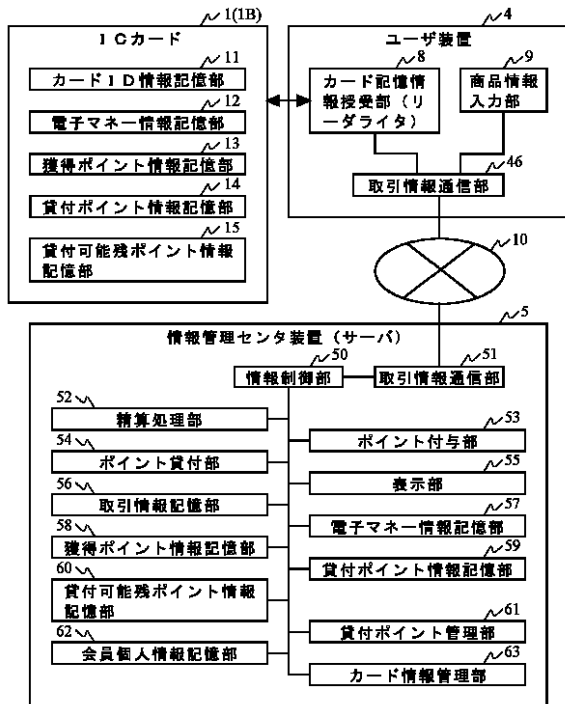 1(1B)
ICカード
11
カードID情報記憶部
12
電子マネー情報記憶部
13
獲得ポイント情報記憶部
14
貸付ポイント情報記憶部
15
貸付可能残ポイント情報
記憶部
4
ユーザ装置
8
カード記憶情
報授受部(リ
ーダライタ)
9
商品情報
入力部
46
取引情報通信部
10
5
情報管理センタ装置(サーバ)
50
情報制御部
51
取引情報通信部
52
精算処理部
53
ポイント付与部
54
ポイント貸付部
55
表示部
56
取引情報記憶部
57
電子マネー情報記憶部
58
獲得ポイント情報記憶部
59
貸付ポイント情報記憶部
60
貸付可能残ポイント情報
記憶部
61
貸付ポイント管理部
62
会員個人情報記憶部
63
カード情報管理部